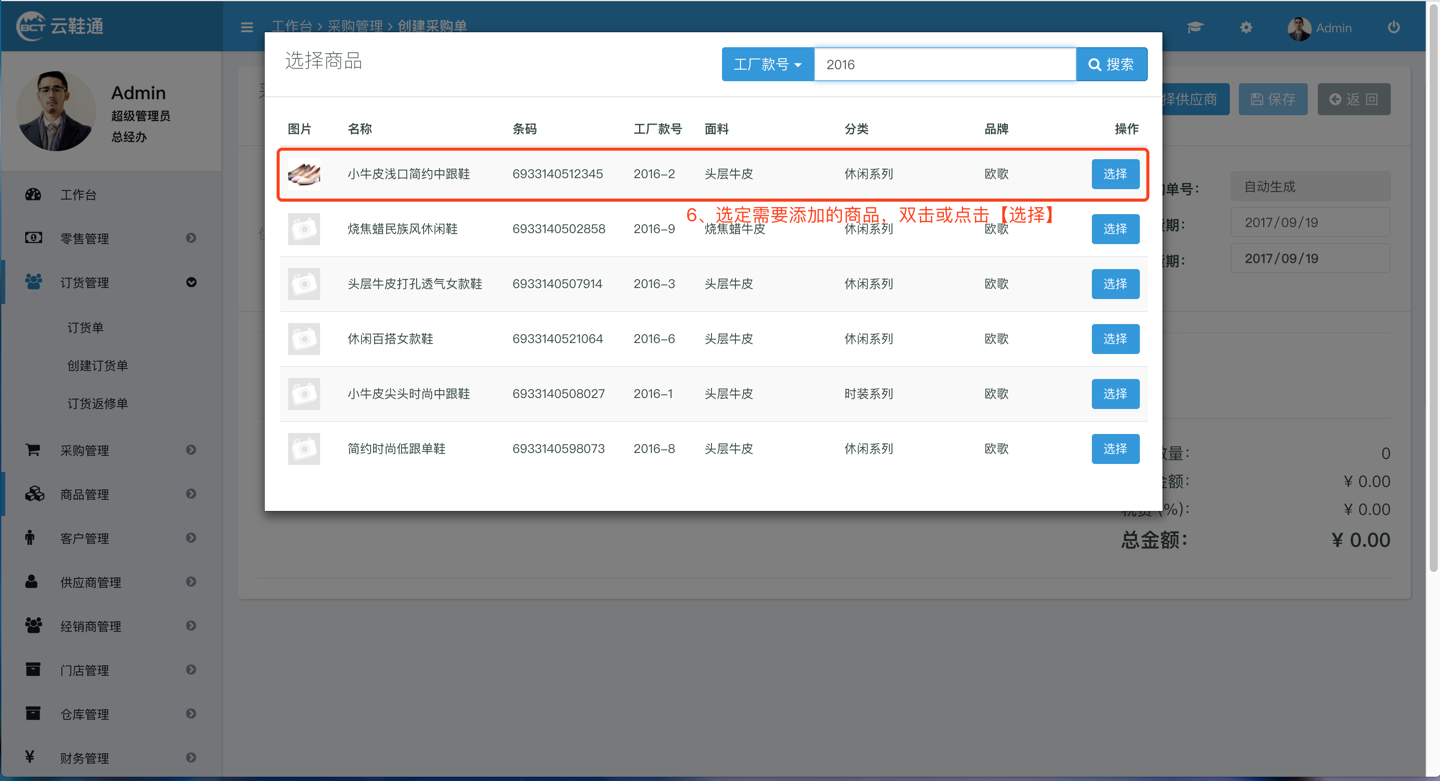 BCT 云鞋通
工作台 > 采购管理 > 创建采购单
Admin
Admin
超级管理员
总经办
工作台
零售管理
订货管理
订货单
创建订货单
订货返修单
采购管理
商品管理
客户管理
供应商管理
经销商管理
门店管理
仓库管理
¥ 财务管理
选择商品
工厂款号 2016 搜索
图片 名称 条码 工厂款号 面料 分类 品牌 操作
小牛皮浅口简约中跟鞋 6933140512345 2016-2 头层牛皮 休闲系列 欧歌 选择
6、选定需要添加的商品，双击或点击【选择】
烧焦蜡民族风休闲鞋 6933140502858 2016-9 烧焦蜡牛皮 休闲系列 欧歌 选择
头层牛皮打孔透气女款鞋 6933140507914 2016-3 头层牛皮 休闲系列 欧歌 选择
休闲百搭女款鞋 6933140521064 2016-6 头层牛皮 休闲系列 欧歌 选择
小牛皮尖头时尚中跟鞋 6933140508027 2016-1 头层牛皮 时装系列 欧歌 选择
简约时尚低跟单鞋 6933140598073 2016-8 头层牛皮 休闲系列 欧歌 选择
择供应商 保存 返 回
单号： 自动生成
期： 2017/09/19
期： 2017/09/19
量： 0
金额： ¥ 0.00
(%)： ¥ 0.00
总金额： ¥ 0.00